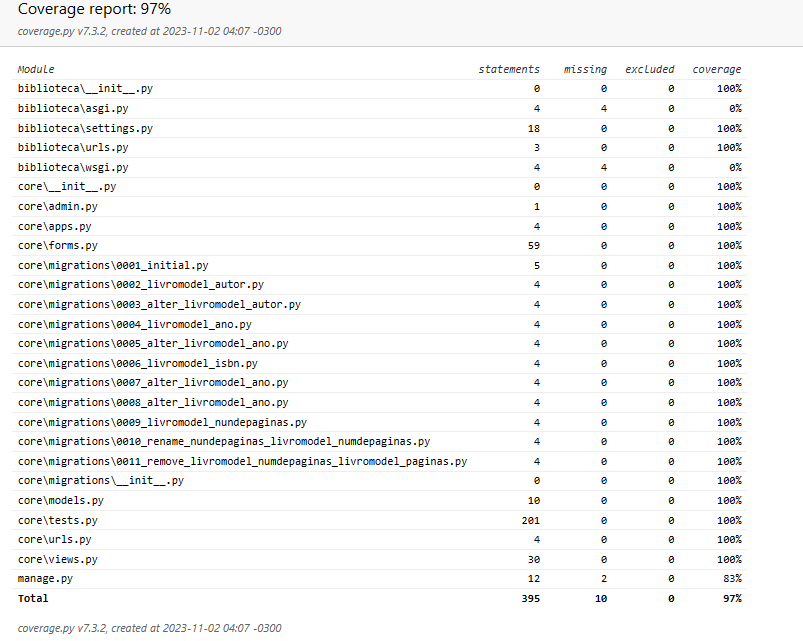 Coverage report: 97%
coverage.py v7.3.2, created at 2023-11-02 04:07 -0300
Module statements missing excluded coverage
biblioteca\__init__.py 0 0 0 100%
biblioteca\asgi.py 4 4 0 0%
biblioteca\settings.py 18 0 0 100%
biblioteca\urls.py 3 0 0 100%
biblioteca\wsgi.py 4 4 0 0%
core\__init__.py 0 0 0 100%
core\admin.py 1 0 0 100%
core\apps.py 4 0 0 100%
core\forms.py 59 0 0 100%
core\migrations\0001_initial.py 5 0 0 100%
core\migrations\0002_livromodel_autor.py 4 0 0 100%
core\migrations\0003_alter_livromodel_autor.py 4 0 0 100%
core\migrations\0004_livromodel_ano.py 4 0 0 100%
core\migrations\0005_alter_livromodel_ano.py 4 0 0 100%
core\migrations\0006_livromodel_isbn.py 4 0 0 100%
core\migrations\0007_alter_livromodel_ano.py 4 0 0 100%
core\migrations\0008_alter_livromodel_ano.py 4 0 0 100%
core\migrations\0009_livromodel_nundepaginas.py 4 0 0 100%
core\migrations\0010_rename_nundepaginas_livromodel_numdepaginas.py 4 0 0 100%
core\migrations\0011_remove_livromodel_numdepaginas_livromodel_paginas.py 4 0 0 100%
core\migrations\__init__.py 0 0 0 100%
core\models.py 10 0 0 100%
core\tests.py 201 0 0 100%
core\urls.py 4 0 0 100%
core\views.py 30 0 0 100%
manage.py 12 2 0 83%
Total 395 10 0 97%
coverage.py v7.3.2, created at 2023-11-02 04:07 -0300